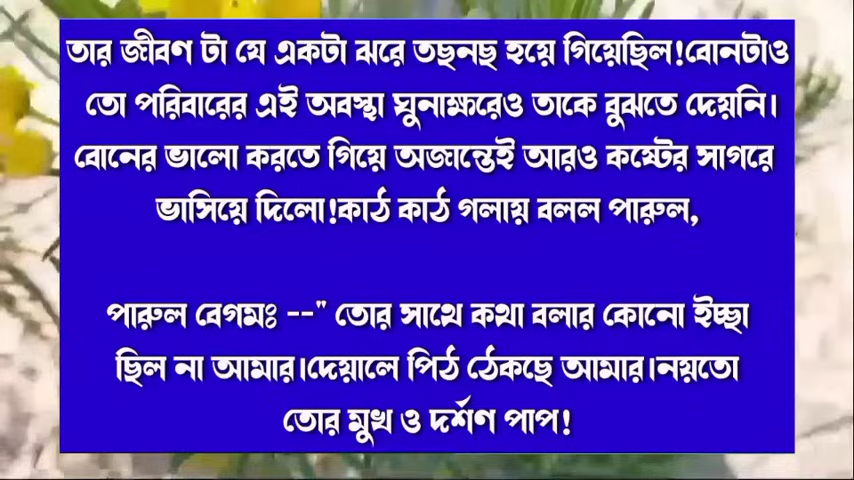 তার জীবণ টা যে একটা ঝরে তছনছ হয়ে গিয়েছিল!বোনটাও
তো পরিবারের এই অবস্থা ঘুনাক্ষরেও তাকে বুঝতে দেয়নি।
বোনের ভালো করতে গিয়ে অজান্তেই আরও কষ্টের সাগরে
ভাসিয়ে দিলো!কাঠ কাঠ গলায় বলল পারুল,
পারুল বেগমঃ --" তোর সাথে কথা বলার কোনো ইচ্ছা
ছিল না আমার।দেয়ালে পিঠ ঠেকছে আমার।নয়তো
তোর মুখ ও দর্শণ পাপ!